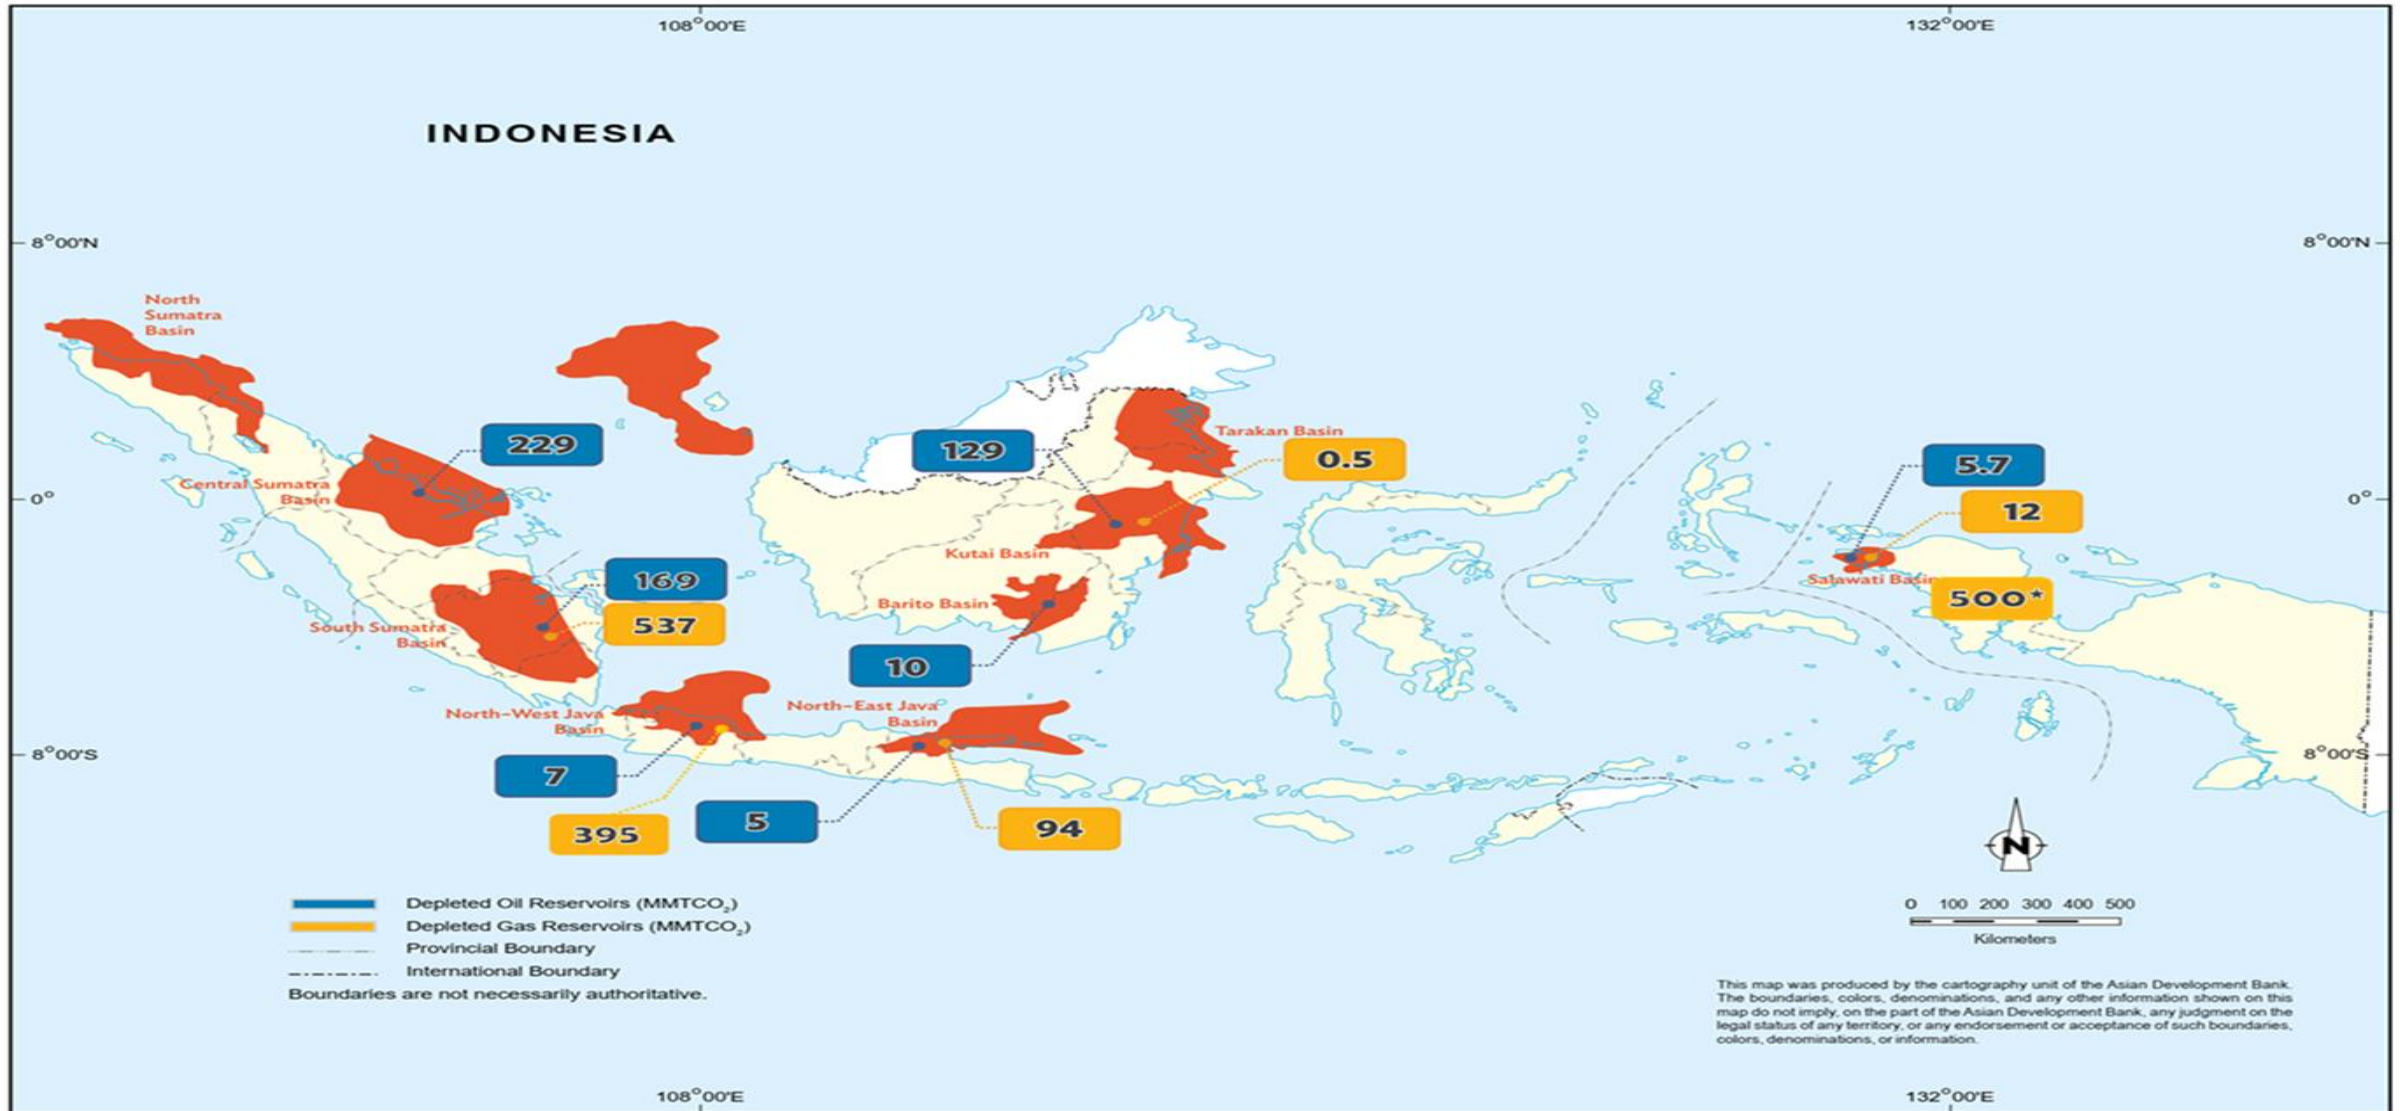 108°00'E
132°00'E
INDONESIA
8°00'N
8°00'N
North
Sumatra
Basin
229
129
Tarakan Basin
0.5
5.7
Central Sumatra
Basin
0°
0°
12
Kutai Basin
169
Salawati Basin
Barito Basin
500*
South Sumatra
Basin
537
10
North-West Java
Basin
North-East Java
Basin
8°00'S
8°00'S
7
5
395
94
N
Depleted Oil Reservoirs (MMTCO₂)
Depleted Gas Reservoirs (MMTCO₂)
Provincial Boundary
International Boundary
Boundaries are not necessarily authoritative.
0 100 200 300 400 500
Kilometers
This map was produced by the cartography unit of the Asian Development Bank.
The boundaries, colors, denominations, and any other information shown on this
map do not imply, on the part of the Asian Development Bank, any judgment on the
legal status of any territory, or any endorsement or acceptance of such boundaries,
colors, denominations, or information.
108°00'E
132°00'E